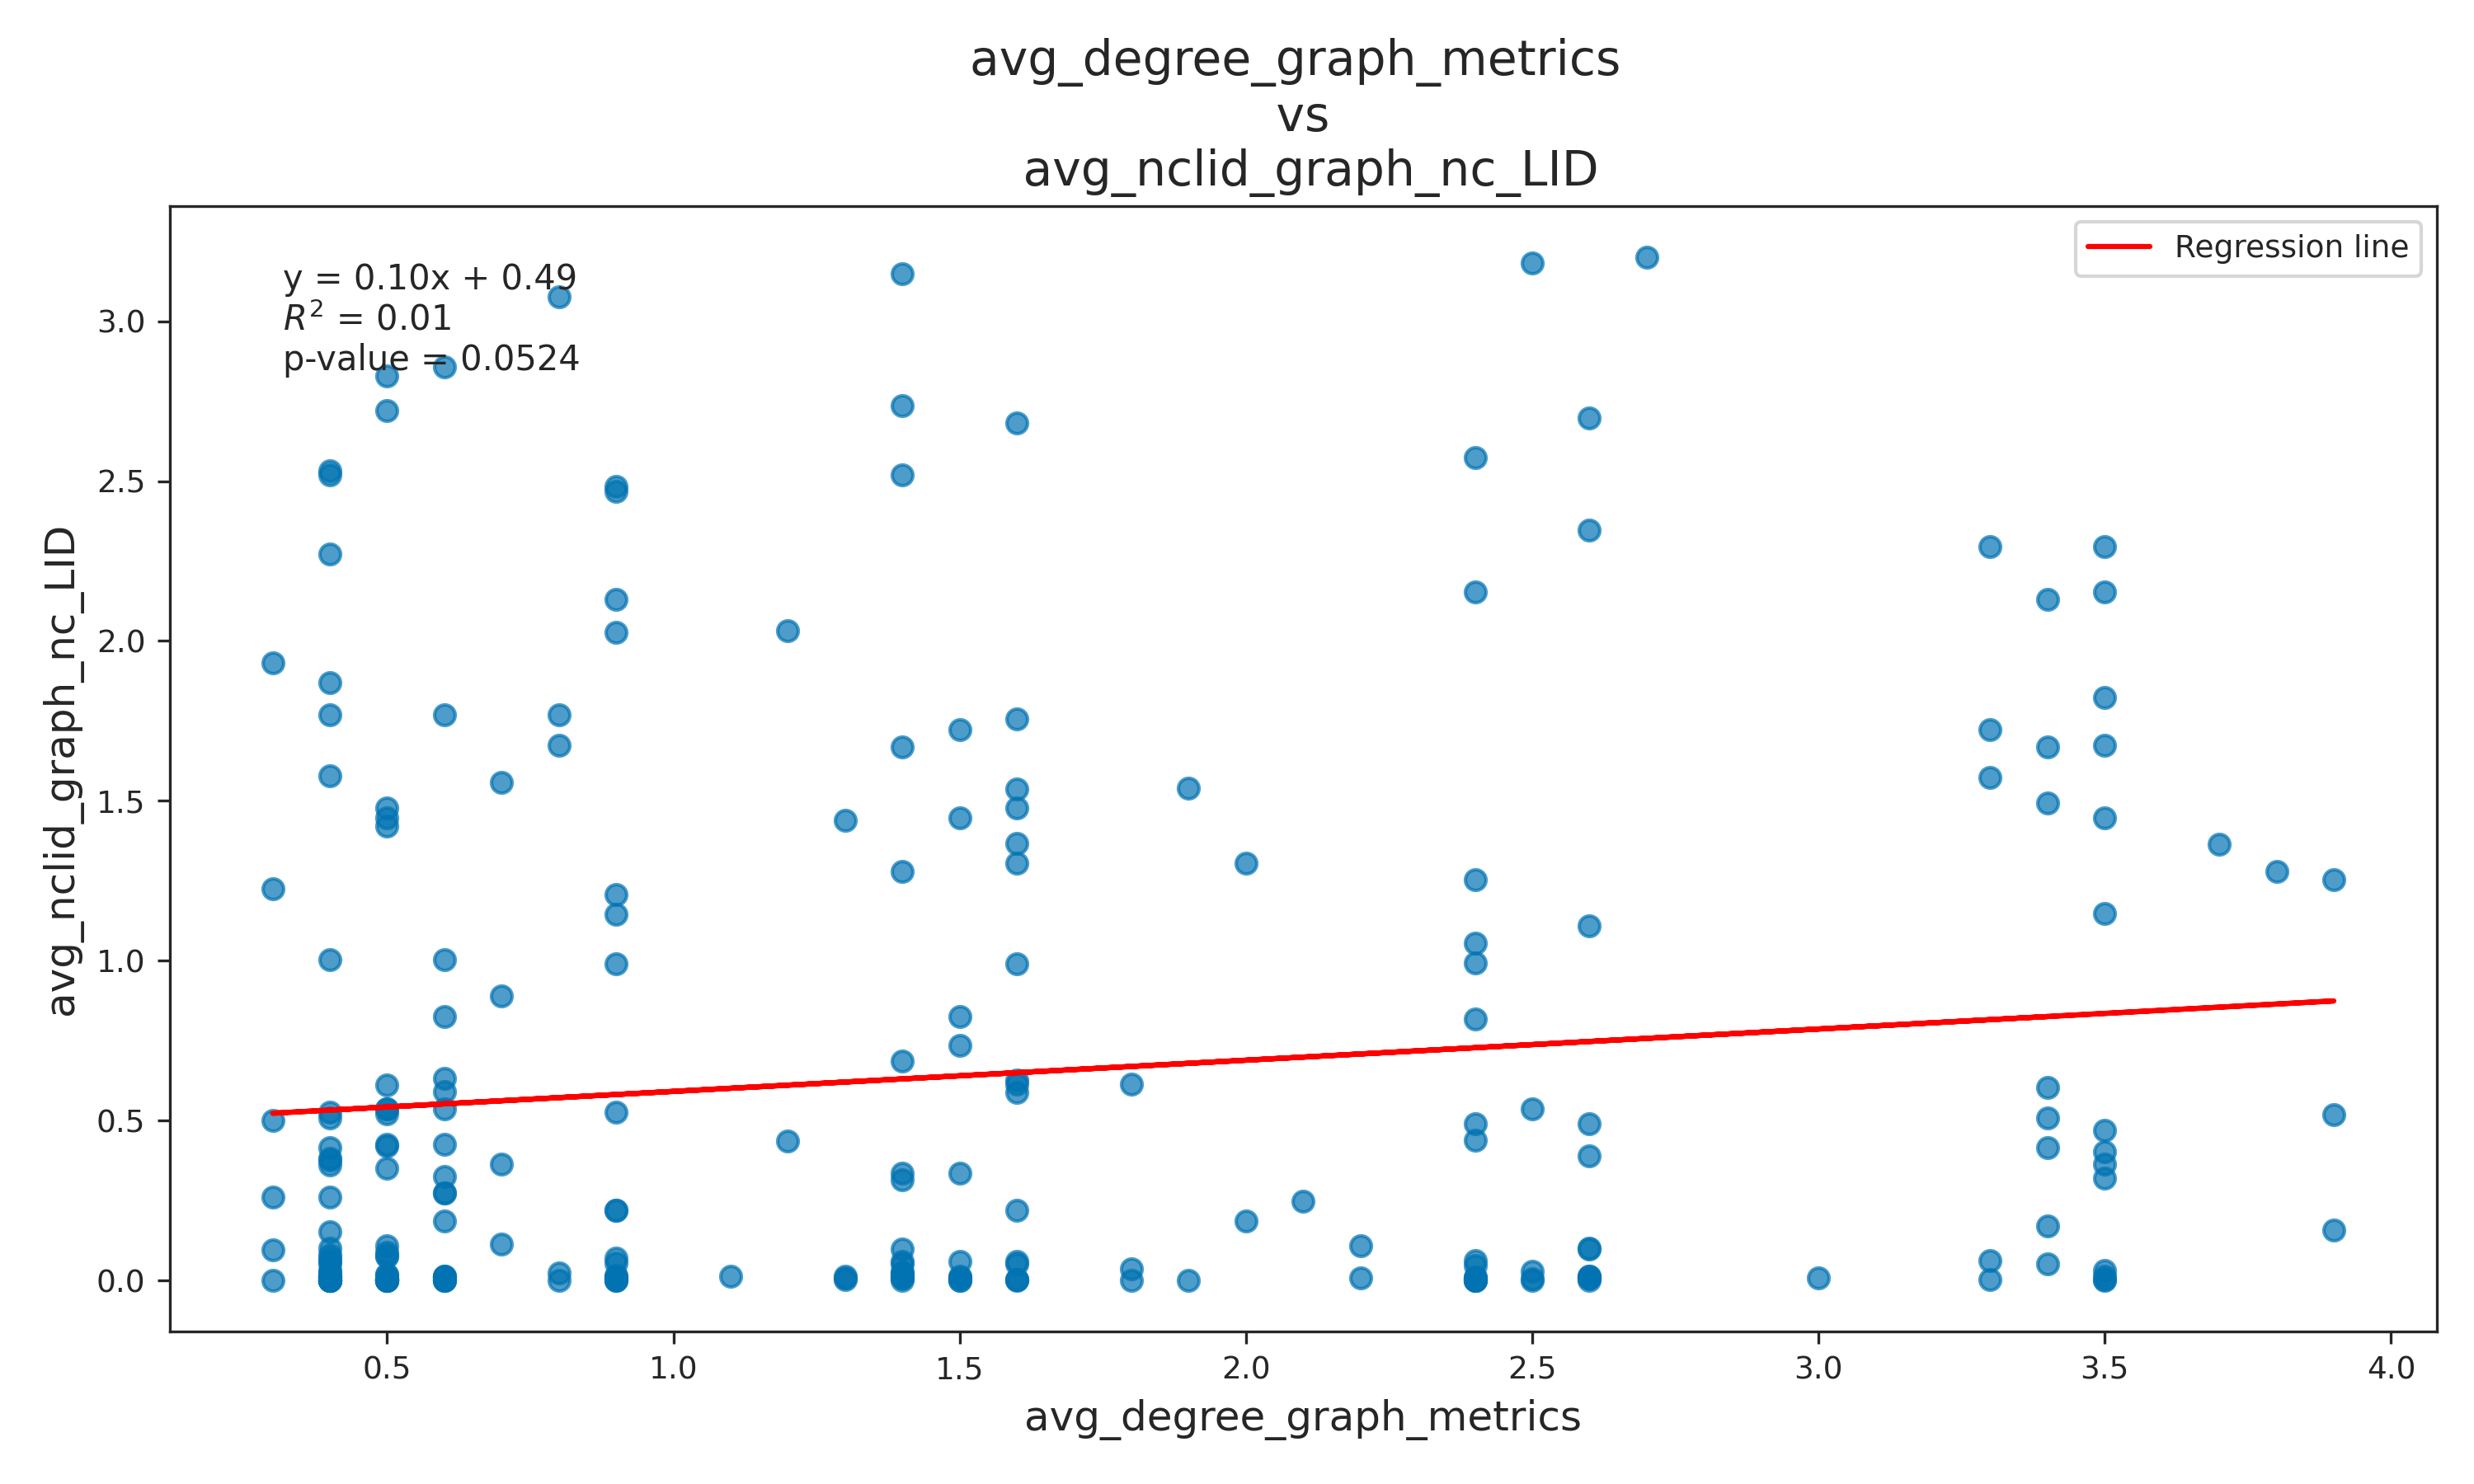 avg_degree_graph_metrics
vs
avg_nclid_graph_nc_LID
Regression line
y = 0.10x + 0.49
R² = 0.01
p-value = 0.0524
3.0
2.5
2.0
1.5
1.0
0.5
0.0
avg_nclid_graph_nc_LID
0.5 1.0 1.5 2.0 2.5 3.0 3.5 4.0
avg_degree_graph_metrics